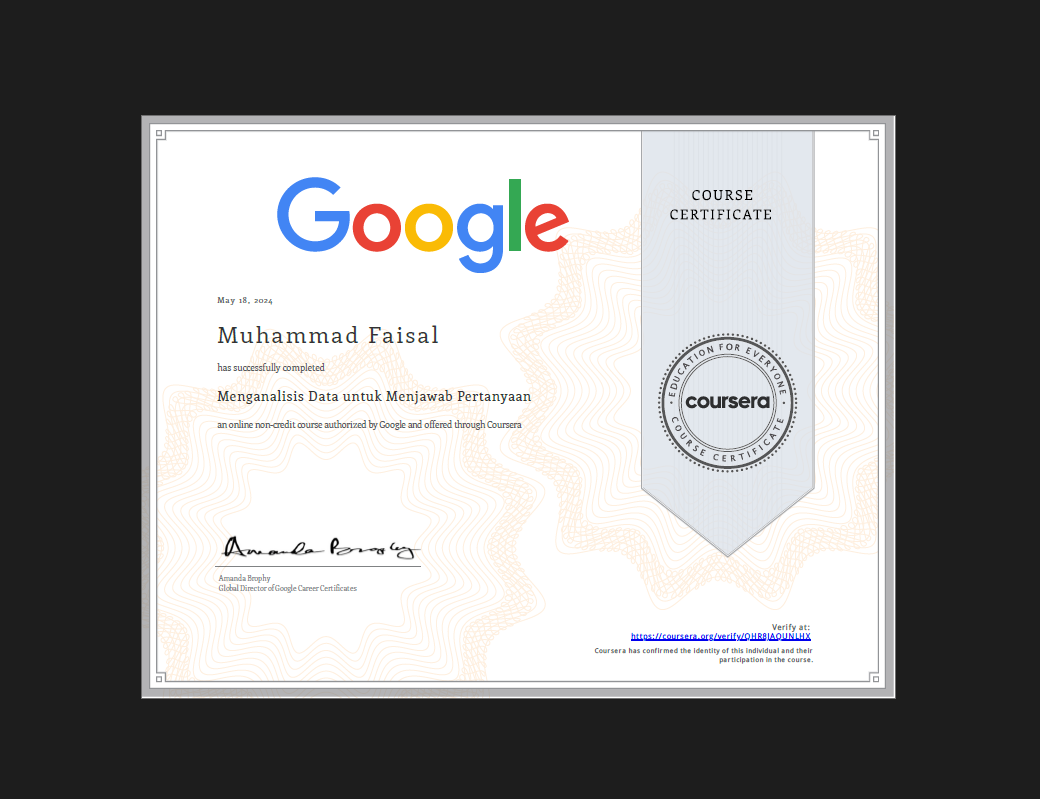 Google
COURSE
CERTIFICATE
May 18, 2024
Muhammad Faisal
has successfully completed
Menganalisis Data untuk Menjawab Pertanyaan
an online non-credit course authorized by Google and offered through Coursera
EDUCATION FOR EVERYONE
coursera
COURSE CERTIFICATE
Amanda Brophy
Amanda Brophy
Global Director of Google Career Certificates
Verify at:
https://coursera.org/verify/QHR8JAQUNLHX
Coursera has confirmed the identity of this individual and their
participation in the course.